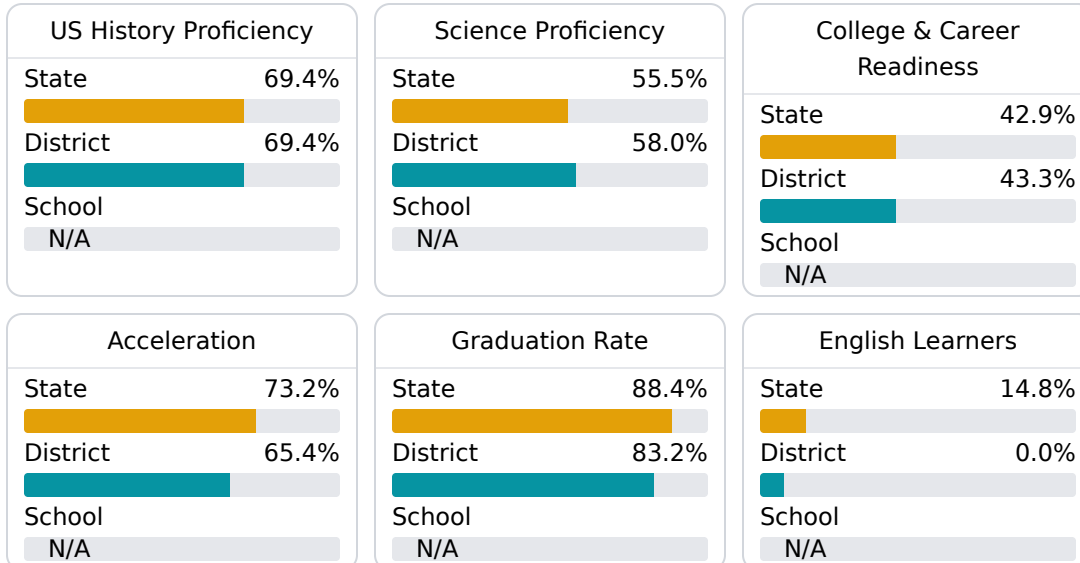 US History Proficiency
State 69.4%
District 69.4%
School
N/A
Science Proficiency
State 55.5%
District 58.0%
School
N/A
College & Career
Readiness
State 42.9%
District 43.3%
School
N/A
Acceleration
State 73.2%
District 65.4%
School
N/A
Graduation Rate
State 88.4%
District 83.2%
School
N/A
English Learners
State 14.8%
District 0.0%
School
N/A